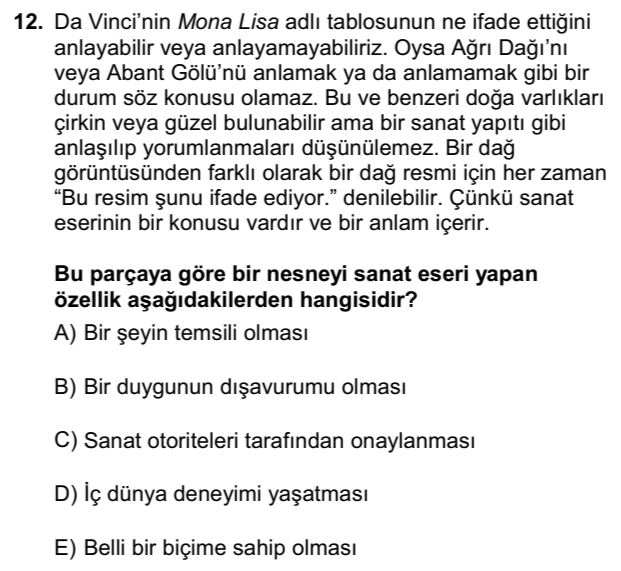 12. Da Vinci’nin Mona Lisa adlı tablosunun ne ifade ettiğini
anlayabilir veya anlayamayabiliriz. Oysa Ağrı Dağı’nı
veya Abant Gölü’nü anlamak ya da anlamamak gibi bir
durum söz konusu olamaz. Bu ve benzeri doğa varlıkları
çirkin veya güzel bulunabilir ama bir sanat yapıtı gibi
anlaşılıp yorumlanmaları düşünülemez. Bir dağ
görüntüsünden farklı olarak bir dağ resmi için her zaman
“Bu resim şunu ifade ediyor.” denilebilir. Çünkü sanat
eserinin bir konusu vardır ve bir anlam içerir.
Bu parçaya göre bir nesneyi sanat eseri yapan
özellik aşağıdakilerden hangisidir?
A) Bir şeyin temsili olması
B) Bir duygunun dışavurumu olması
C) Sanat otoriteleri tarafından onaylanması
D) İç dünya deneyimi yaşatması
E) Belli bir biçime sahip olması